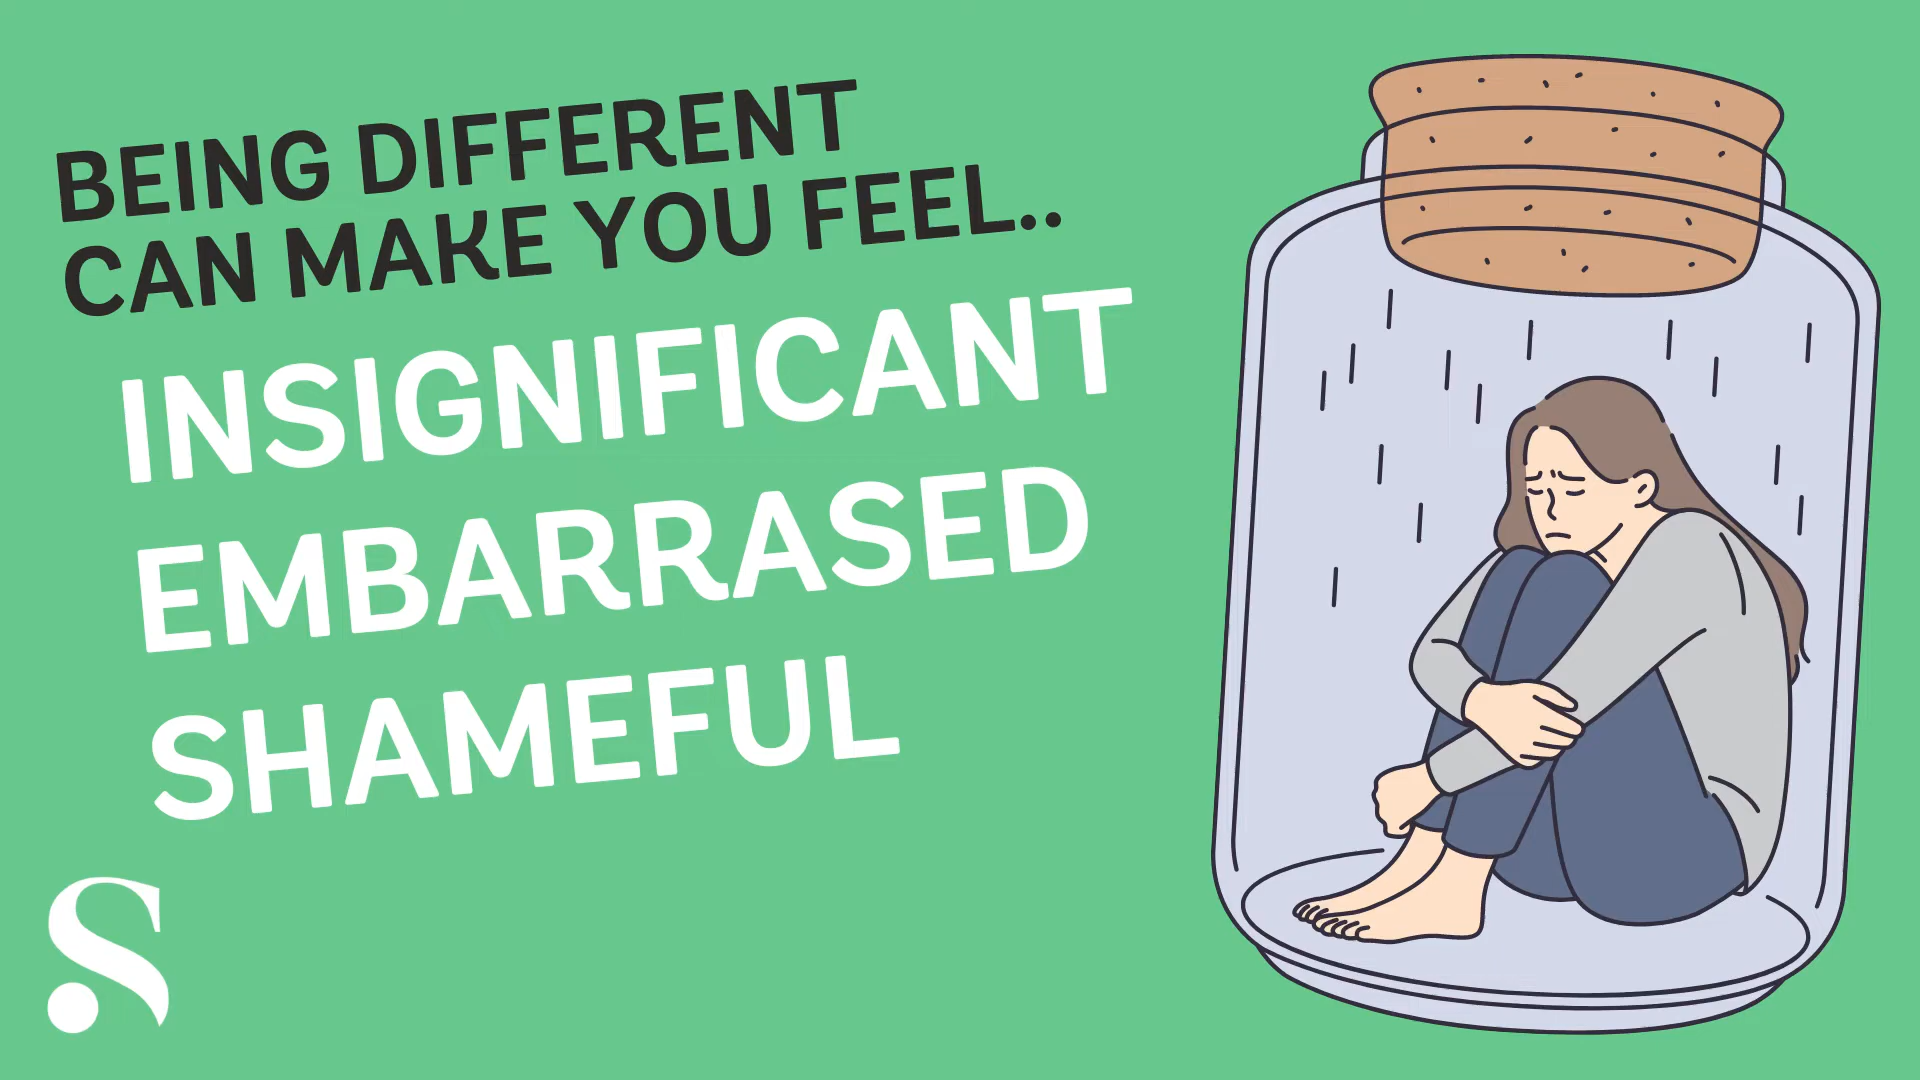 BEING DIFFERENT
CAN MAKE YOU FEEL..
INSIGNIFICANT
EMBARRASED
SHAMEFUL
S